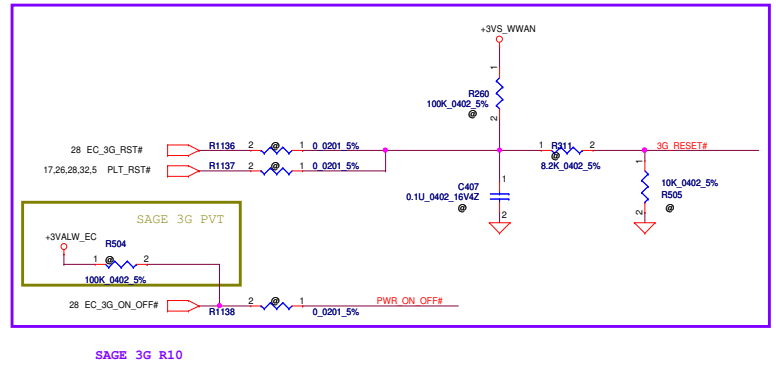 +3VS_WWAN
1
R260
100K_0402_5%
@
2
28 EC_3G_RST#
R1136 2 @ 1 0_0201_5%
R311
1 2
@
8.2K_0402_5%
3G_RESET#
17,26,28,32,5 PLT_RST#
R1137 2 @ 1 0_0201_5%
1
C407
0.1U_0402_16V4Z
@
2
1
10K_0402_5%
R505
@
2
SAGE 3G PVT
+3VALW_EC
R504
1 @ 2
100K_0402_5%
28 EC_3G_ON_OFF#
R1138 2 @ 1 0_0201_5%
PWR_ON_OFF#
SAGE 3G R10